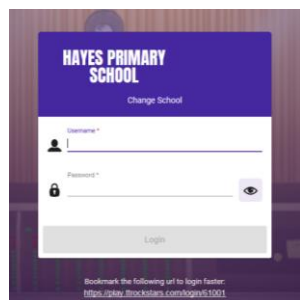 HAYES PRIMARY
SCHOOL
Change School
Username *
Password *
Login
Bookmark the following url to login faster:
https://play.ttrockstars.com/login/61001